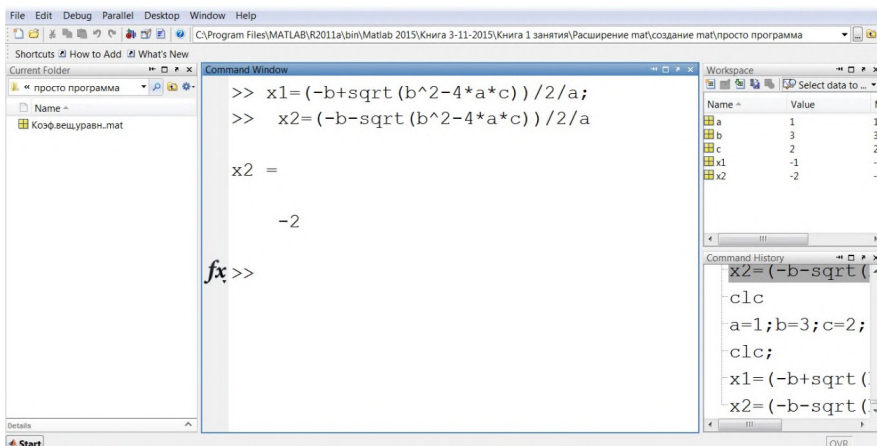 File Edit Debug Parallel Desktop Window Help
C:\Program Files\MATLAB\R2011a\bin\Matlab 2015\Книга 3-11-2015\Книга 1 занятия\Расширение mat\создание mat\просто программа
Shortcuts How to Add What's New
Current Folder
« просто программа
Name
Коэф.вещ.уравн..mat
Details
Command Window
>> x1=(-b+sqrt(b^2-4*a*c))/2/a;
>> x2=(-b-sqrt(b^2-4*a*c))/2/a
x2 =
-2
fx >>
Workspace
Select data to ...
Name Value
a 1
b 3
c 2
x1 -1
x2 -2
Command History
x2=(-b-sqrt(
clc
a=1;b=3;c=2;
clc;
x1=(-b+sqrt(
x2=(-b-sqrt(
Start
OVR